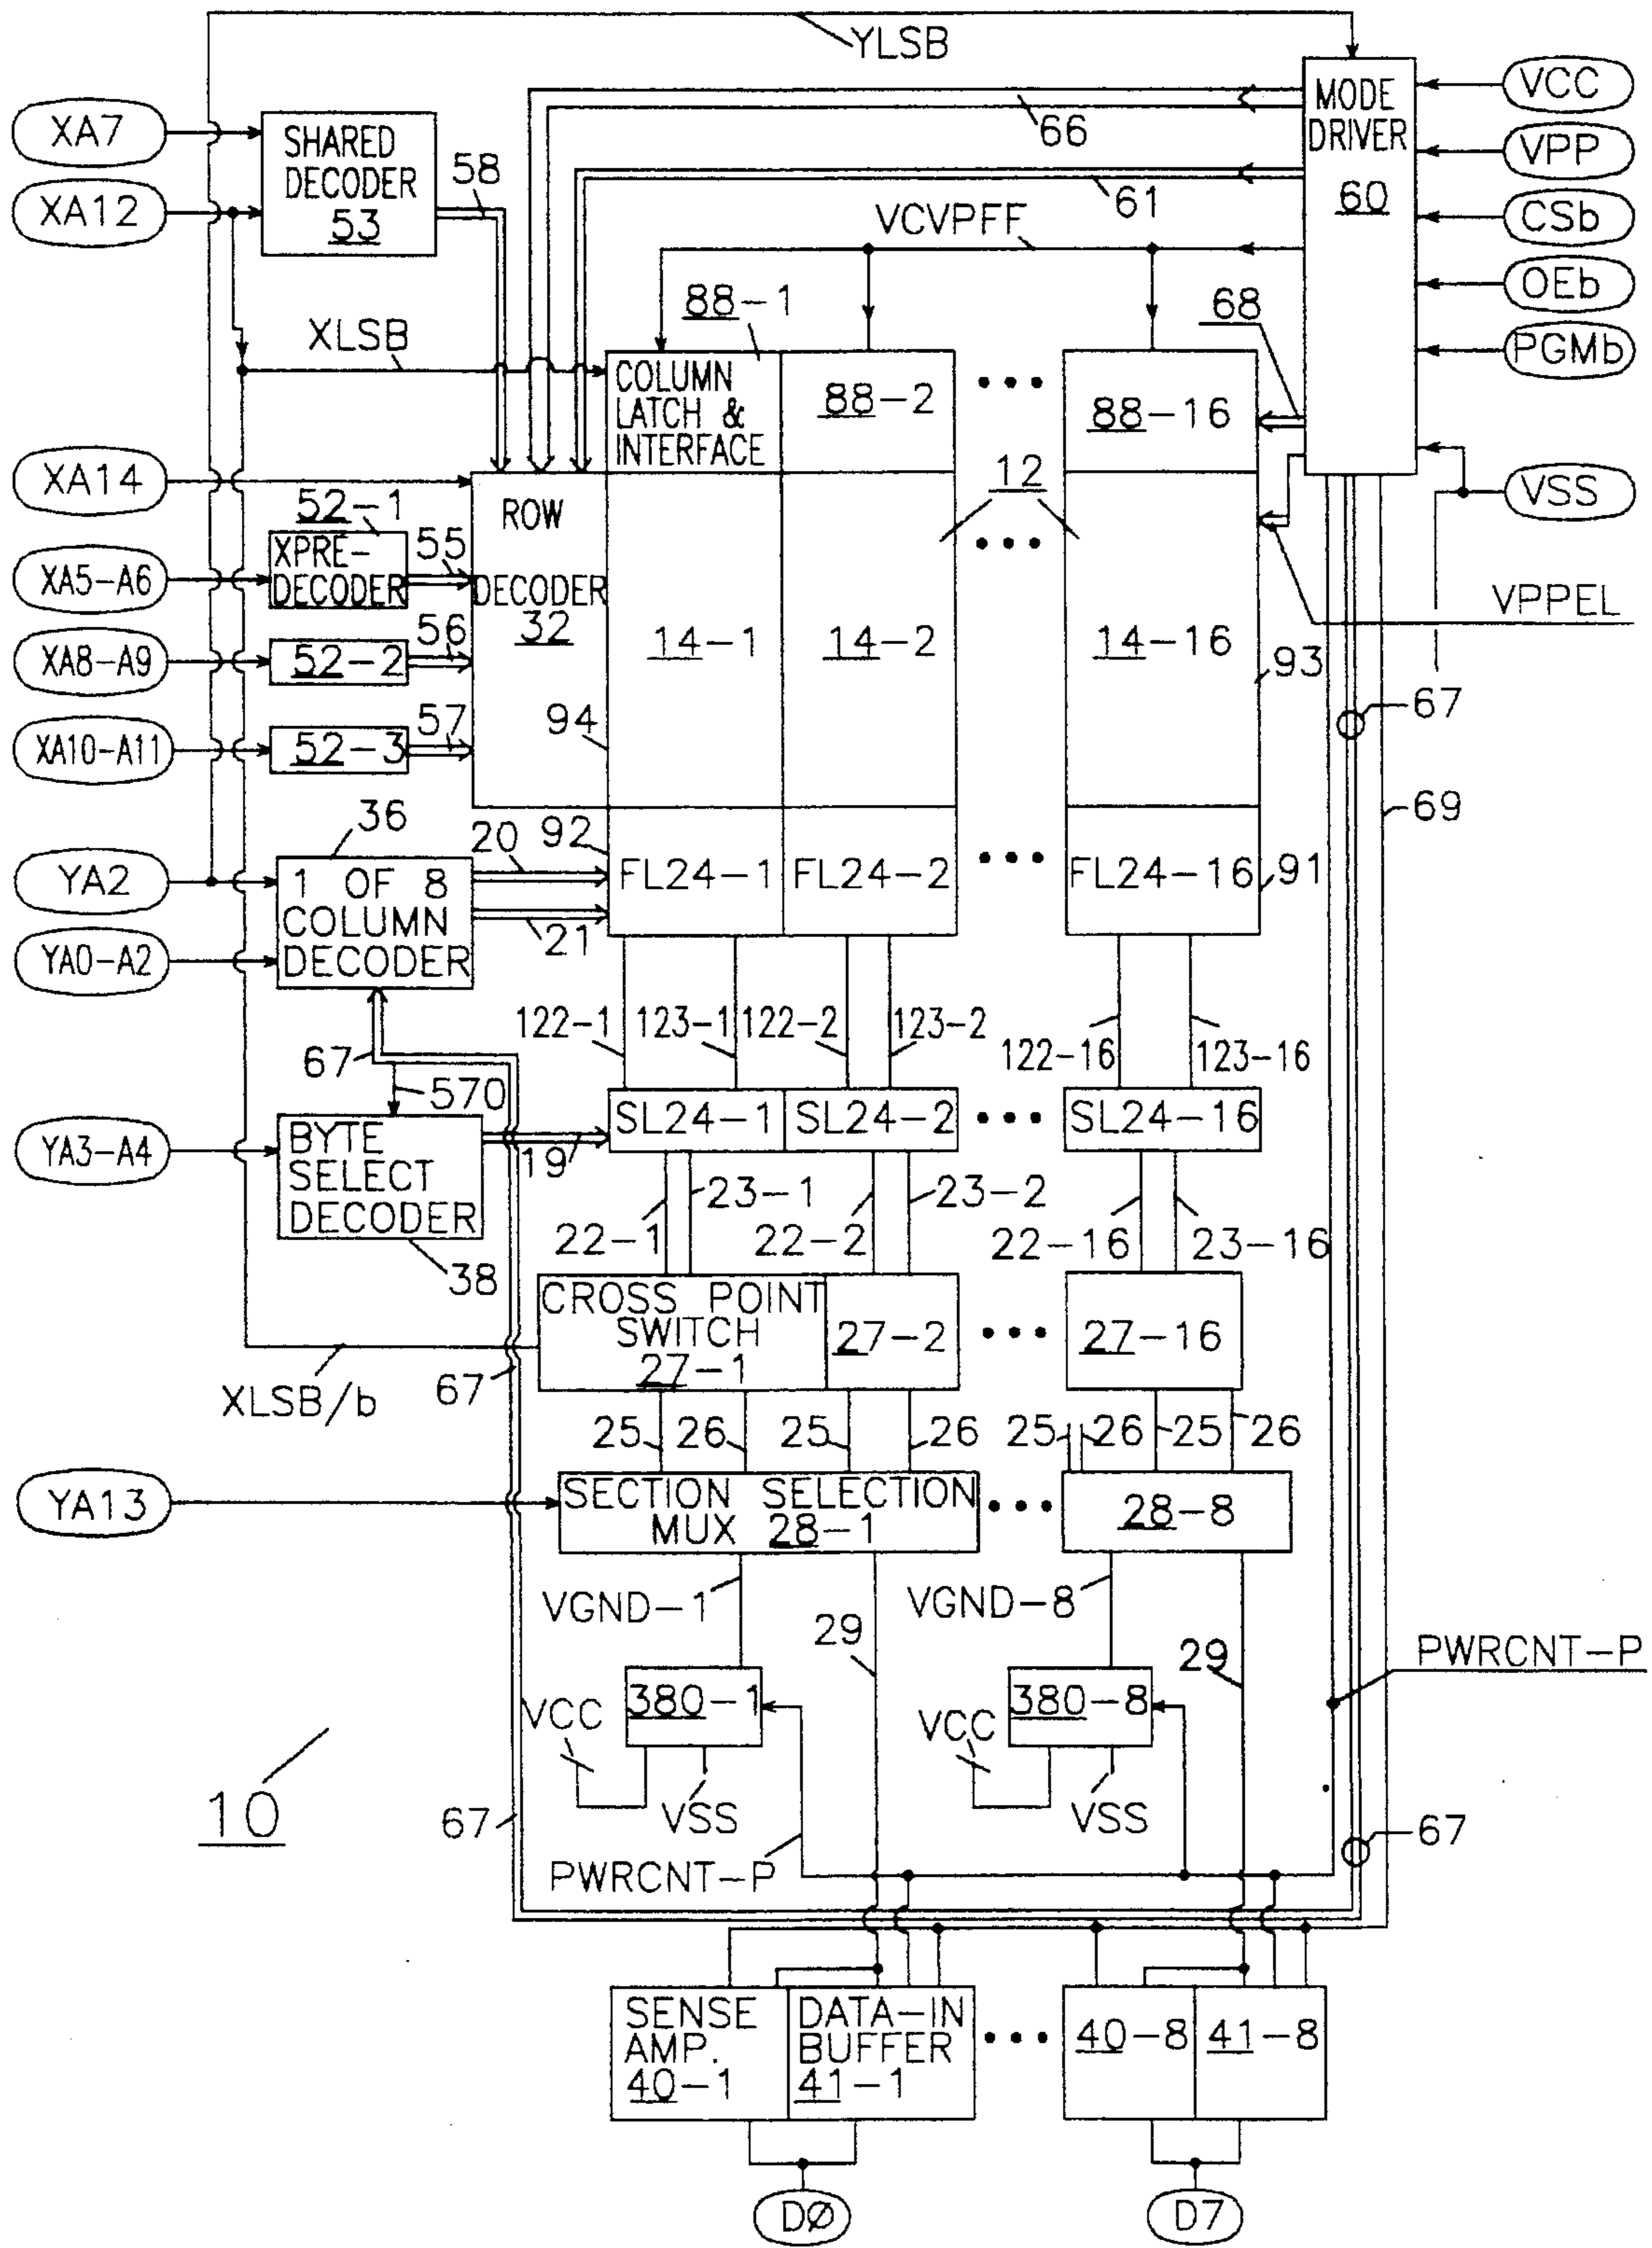 YLSB
XA7
SHARED
DECODER
53
58
66
MODE
DRIVER
60
VCC
XA12
61
VPP
VCVPFF
CSb
OEb
XLSB
88-1
68
PGMb
COLUMN
LATCH &
INTERFACE
88-2
88-16
XA14
ROW
DECODER
32
12
VSS
52-1
XPRE-
DECODER
55
XA5-A6
VPPEL
XA8-A9
52-2
56
14-1
14-2
14-16
93
67
XA10-A11
52-3
57
94
69
36
20
92
YA2
1 OF 8
COLUMN
DECODER
FL24-1
FL24-2
FL24-16
91
21
YA0-A2
122-1
123-1
122-2
123-2
122-16
123-16
67
570
YA3-A4
BYTE
SELECT
DECODER
19
SL24-1
SL24-2
SL24-16
23-1
23-2
22-1
22-2
22-16
23-16
38
CROSS POINT
SWITCH
27-1
27-2
27-16
XLSB/b
67
25
26
25
26
25
26
25
26
YA13
SECTION SELECTION
MUX 28-1
28-8
VGND-1
29
VGND-8
29
PWRCNT-P
380-1
380-8
VCC
VSS
VCC
VSS
10
67
PWRCNT-P
67
SENSE
AMP.
40-1
DATA-IN
BUFFER
41-1
40-8
41-8
DØ
D7